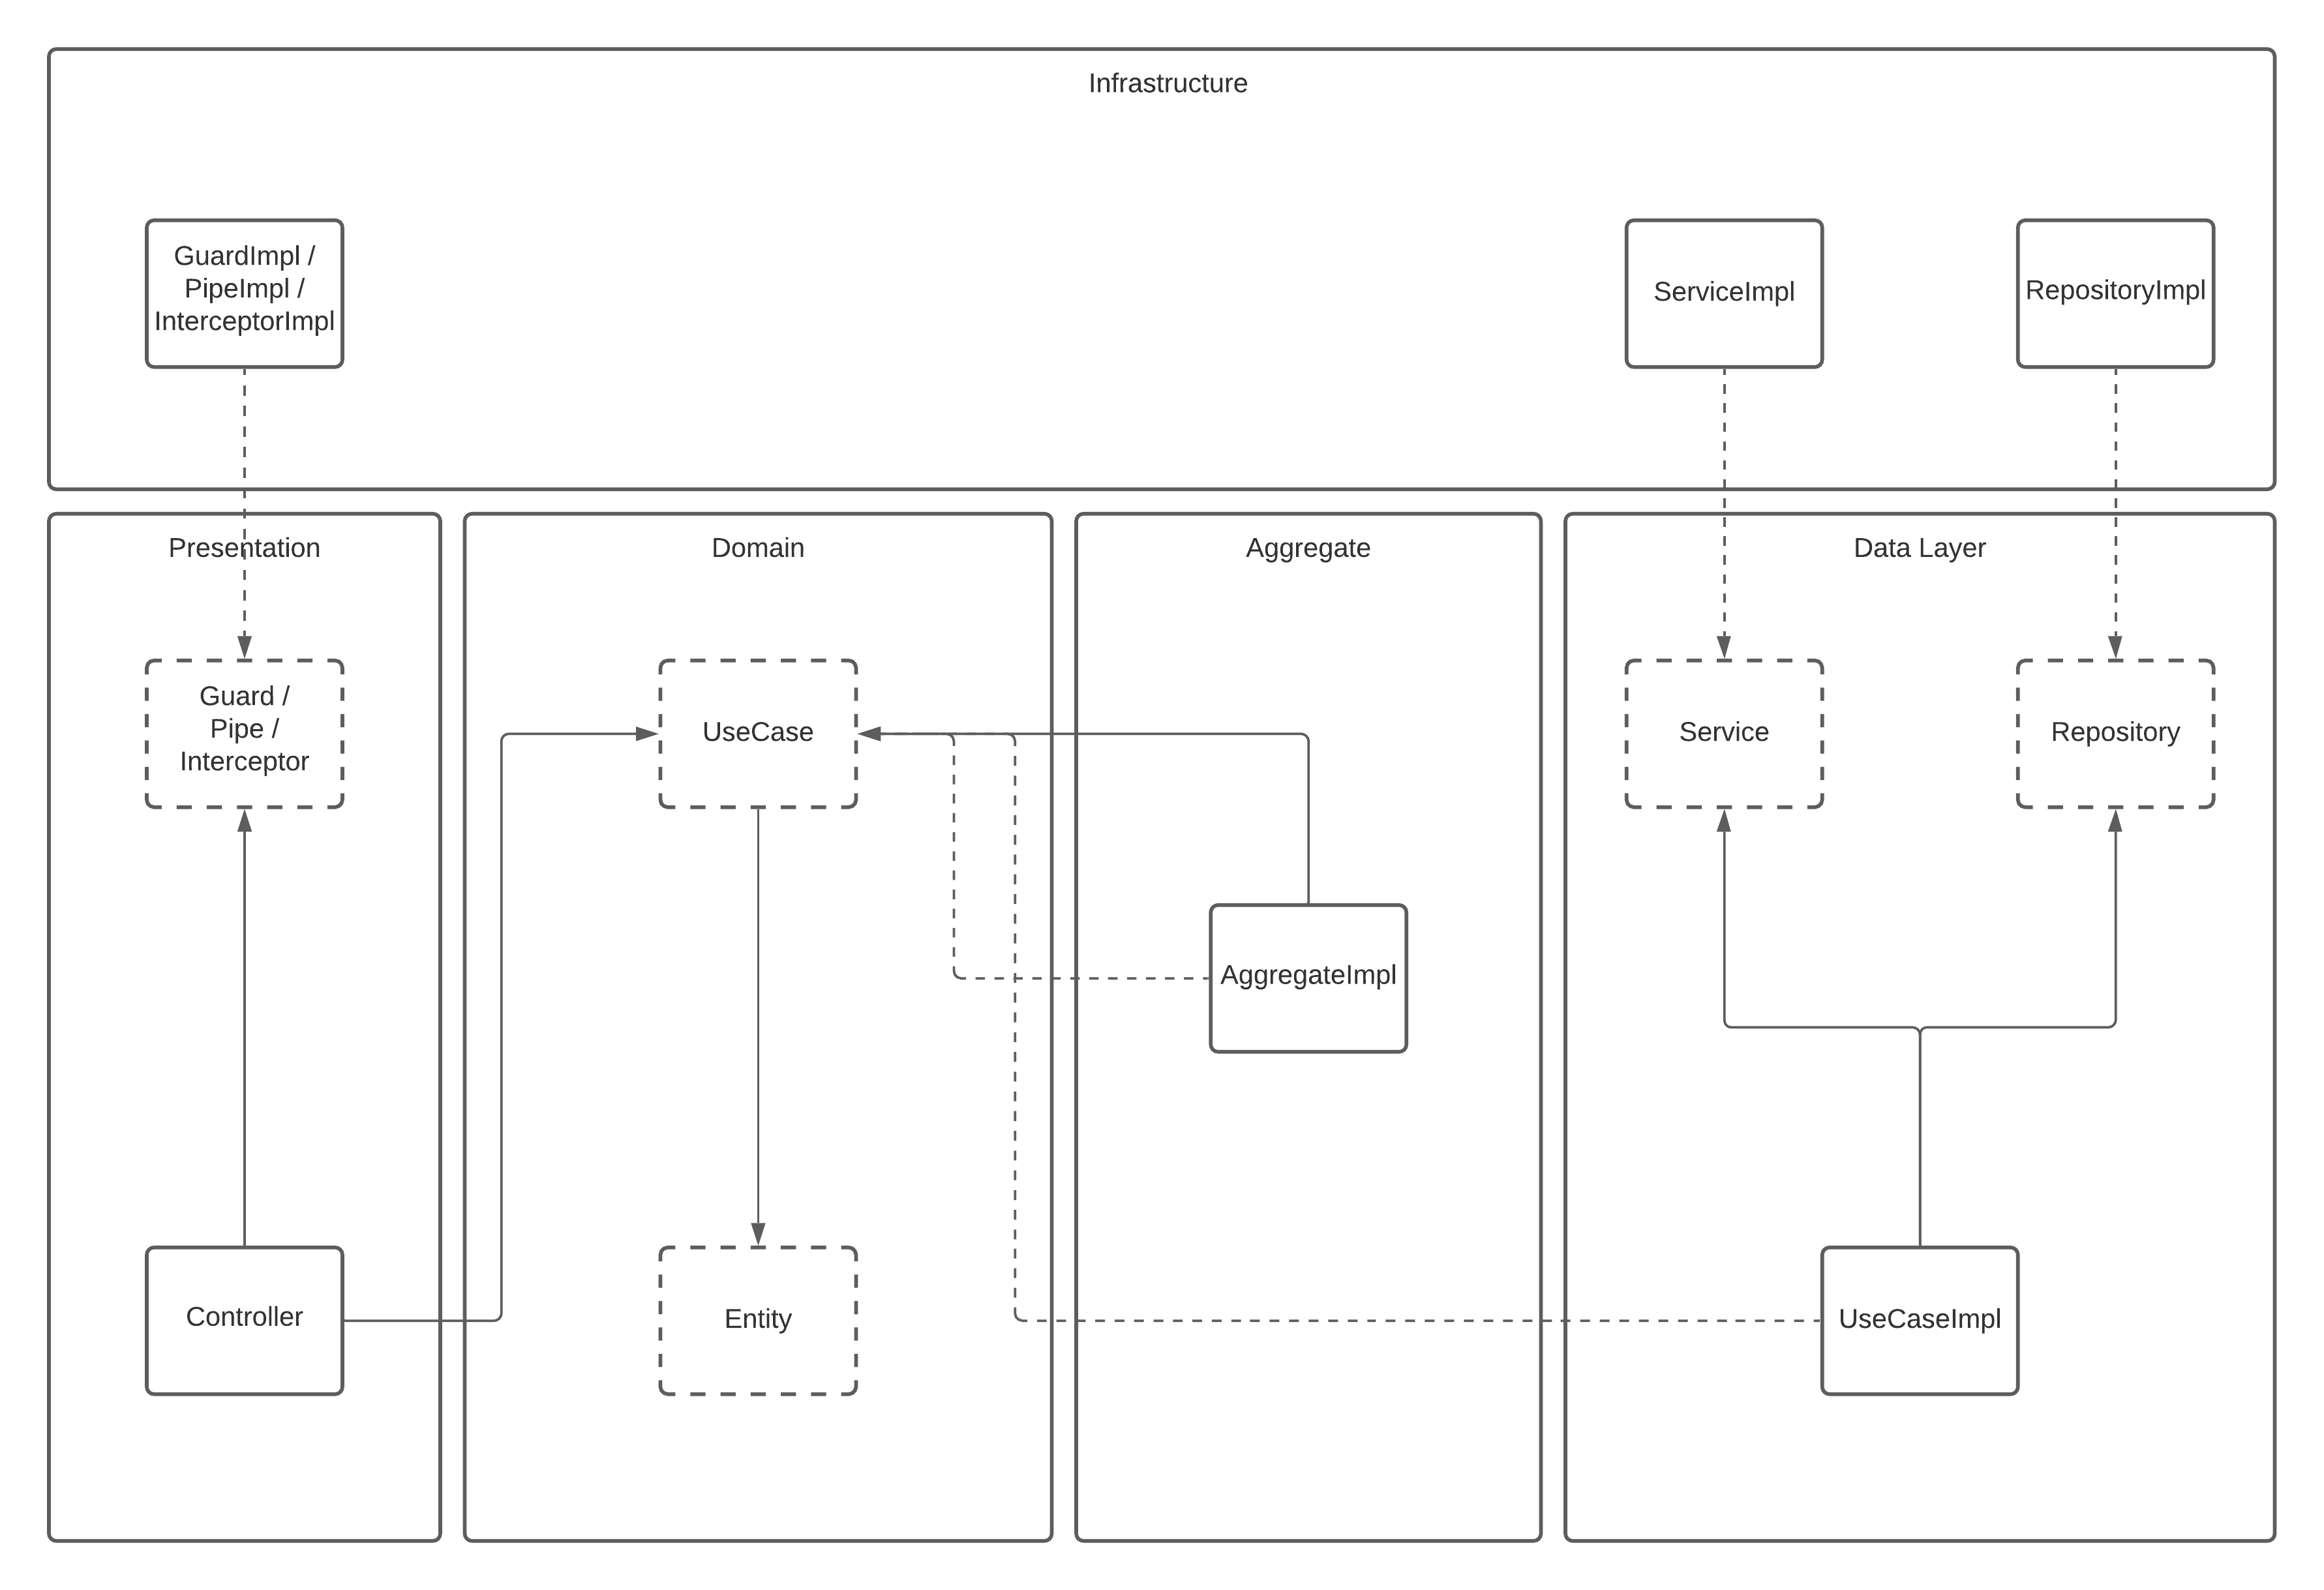 Infrastructure
GuardImpl /
PipeImpl /
InterceptorImpl
ServiceImpl
RepositoryImpl
Presentation
Domain
Aggregate
Data Layer
Guard /
Pipe /
Interceptor
UseCase
Service
Repository
AggregateImpl
Controller
Entity
UseCaseImpl